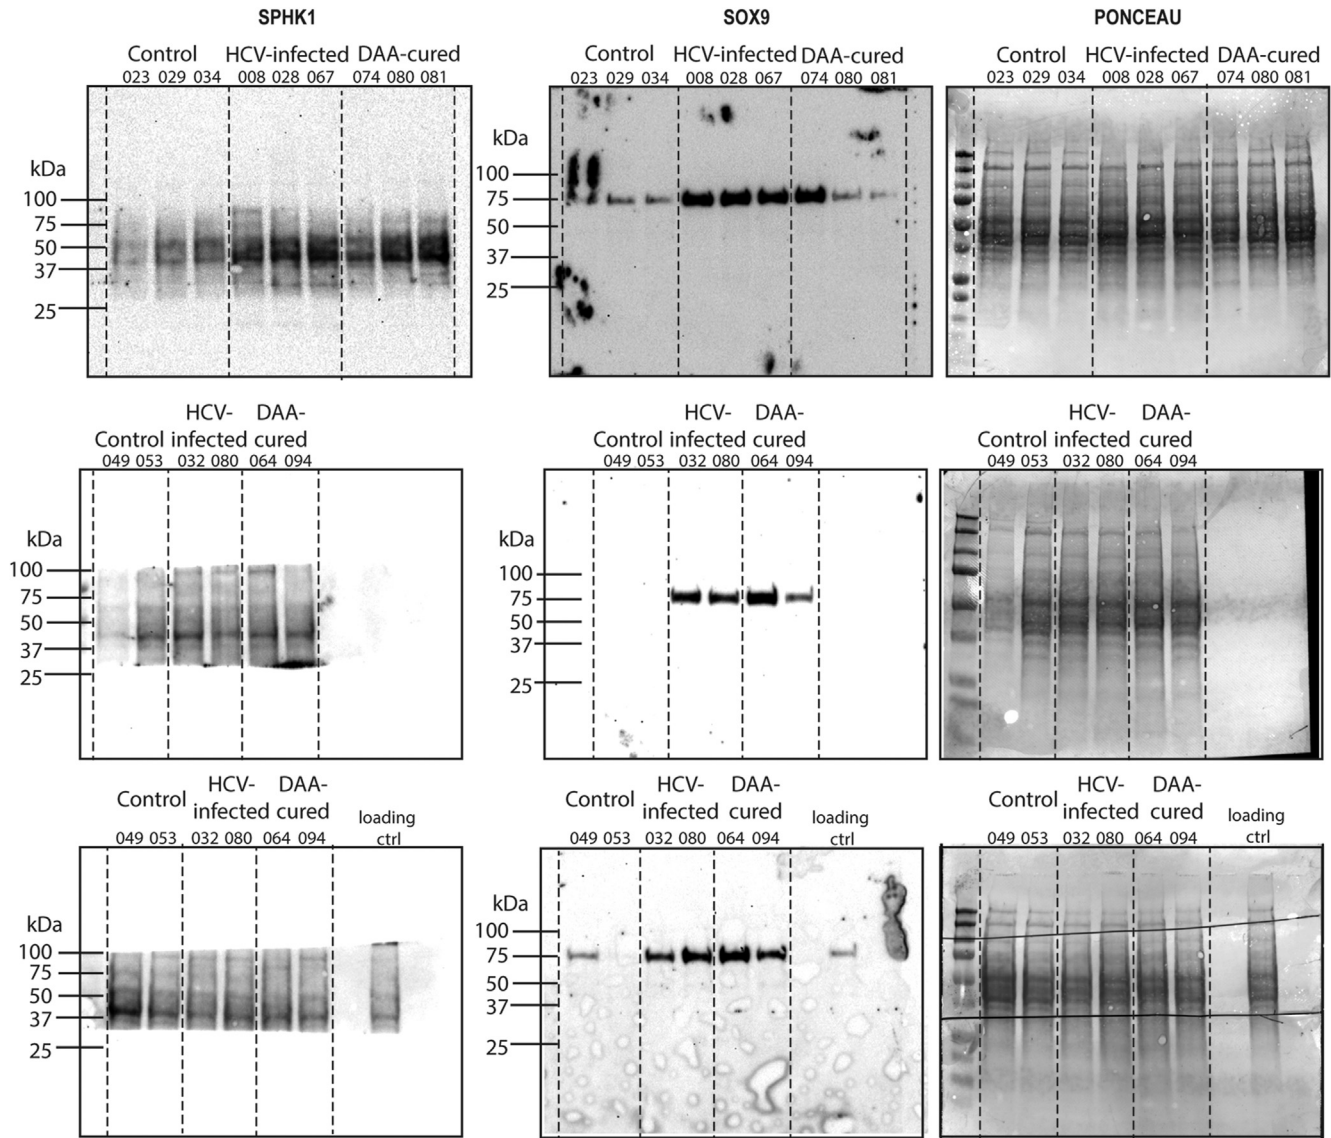 SPHK1 SOX9 PONCEAU
Control HCV-infected DAA-cured Control HCV-infected DAA-cured Control HCV-infected DAA-cured
023 029 034 008 028 067 074 080 081 023 029 034 008 028 067 074 080 081 023 029 034 008 028 067 074 080 081
kDa kDa
100 100
75 75
50 50
37 37
25 25
HCV- DAA- HCV- DAA- HCV- DAA-
Control infected cured Control infected cured Control infected cured
049 053 032 080 064 094 049 053 032 080 064 094 049 053 032 080 064 094
kDa kDa
100 100
75 75
50 50
37 37
25 25
HCV- DAA- HCV- DAA- HCV- DAA-
Control infected cured loading Control infected cured loading Control infected cured loading
049 053 032 080 064 094 ctrl 049 053 032 080 064 094 ctrl 049 053 032 080 064 094 ctrl
kDa kDa
100 100
75 75
50 50
37 37
25 25